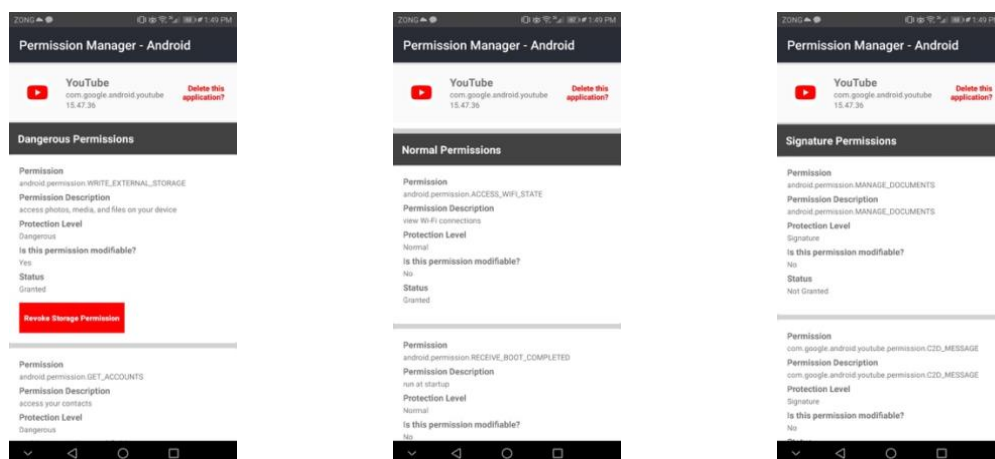 ZONG 1:49 PM
Permission Manager - Android
YouTube
com.google.android.youtube
15.47.36
Delete this
application?
Dangerous Permissions
Permission
android.permission.WRITE_EXTERNAL_STORAGE
Permission Description
access photos, media, and files on your device
Protection Level
Dangerous
Is this permission modifiable?
Yes
Status
Granted
Revoke Storage Permission
Permission
android.permission.GET_ACCOUNTS
Permission Description
access your contacts
Protection Level
Dangerous
ZONG 1:49 PM
Permission Manager - Android
YouTube
com.google.android.youtube
15.47.36
Delete this
application?
Normal Permissions
Permission
android.permission.ACCESS_WIFI_STATE
Permission Description
view Wi-Fi connections
Protection Level
Normal
Is this permission modifiable?
No
Status
Granted
Permission
android.permission.RECEIVE_BOOT_COMPLETED
Permission Description
run at startup
Protection Level
Normal
Is this permission modifiable?
No
ZONG 1:49 PM
Permission Manager - Android
YouTube
com.google.android.youtube
15.47.36
Delete this
application?
Signature Permissions
Permission
android.permission.MANAGE_DOCUMENTS
Permission Description
android.permission.MANAGE_DOCUMENTS
Protection Level
Signature
Is this permission modifiable?
No
Status
Not Granted
Permission
com.google.android.youtube.permission.C2D_MESSAGE
Permission Description
com.google.android.youtube.permission.C2D_MESSAGE
Protection Level
Signature
Is this permission modifiable?
No